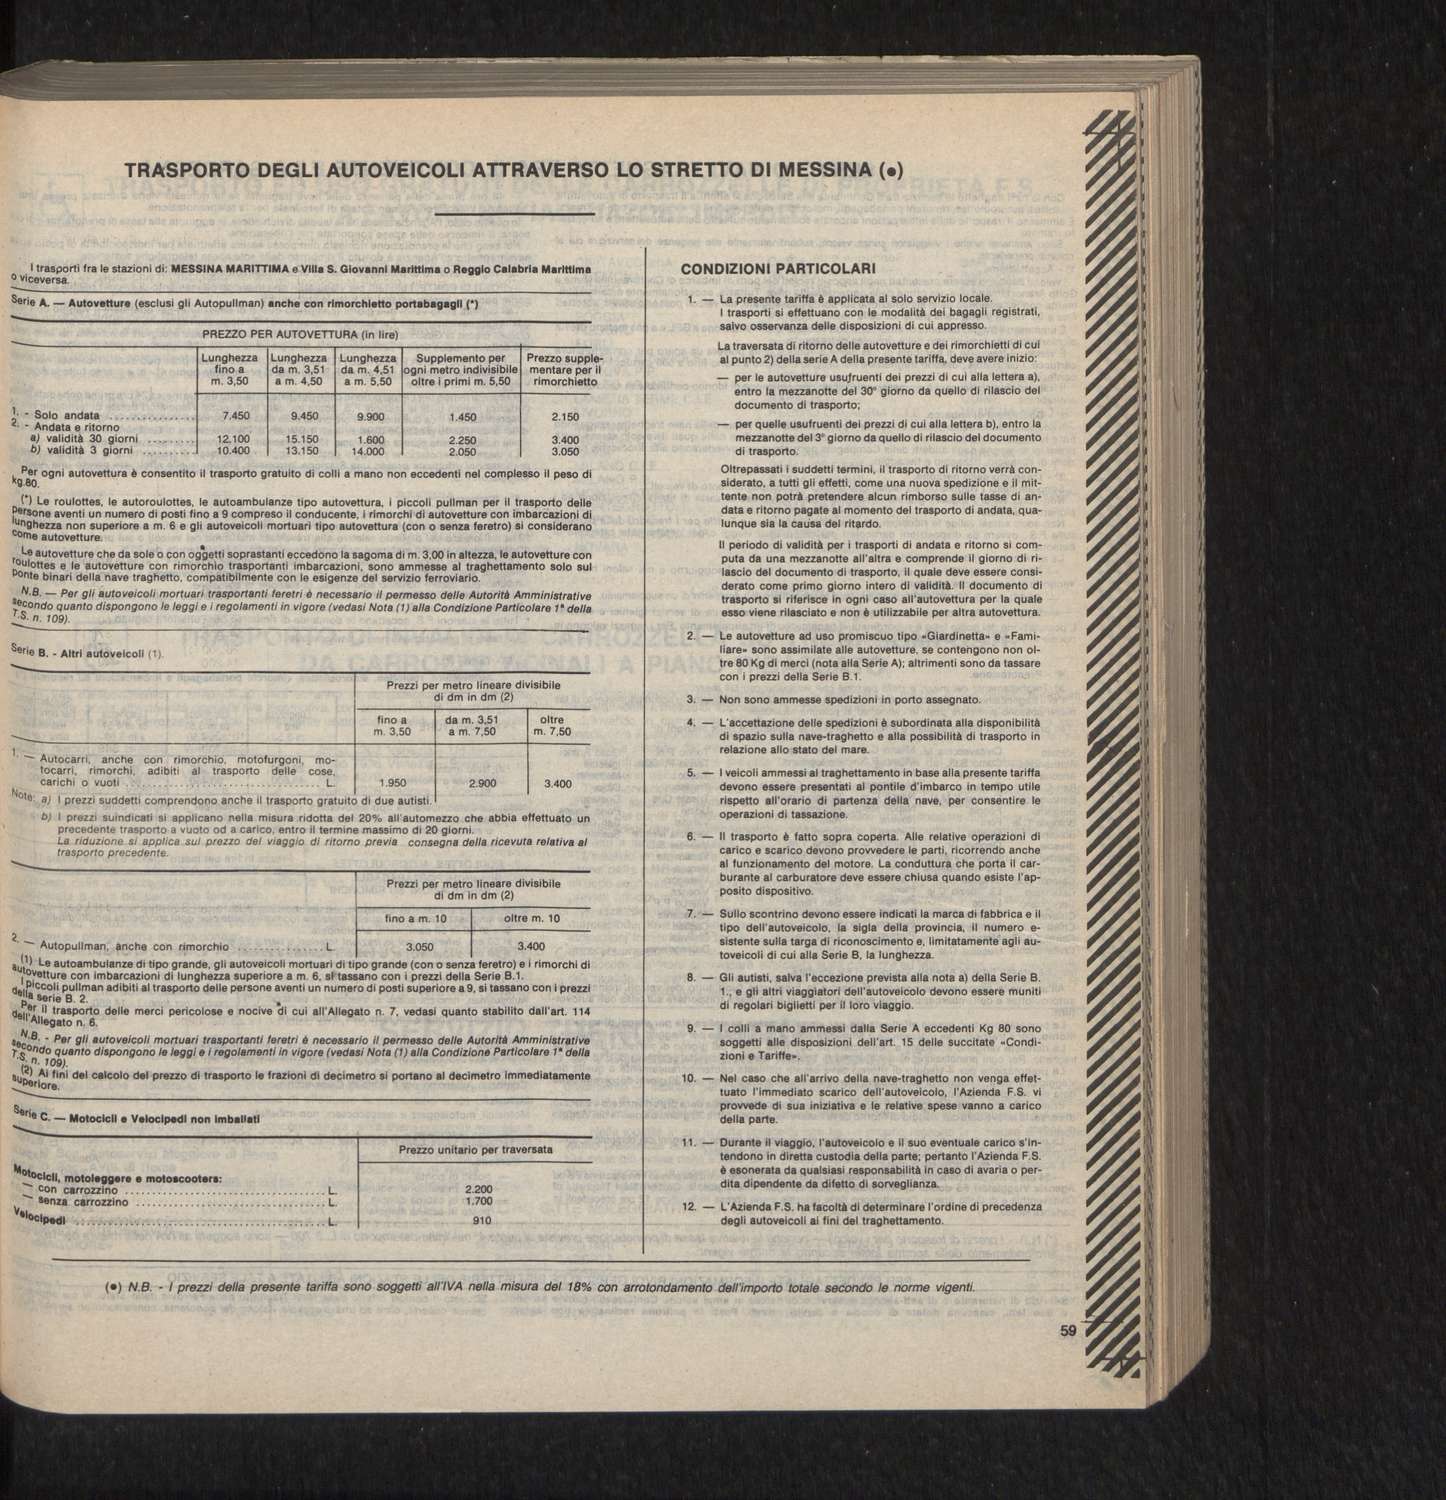 TRASPORTO DEGLI AUTOVEICOLI ATTRAVERSO LO STRETTO DI MESSINA (●)
I trasporti fra le stazioni di: MESSINA MARITTIMA e Villa S. Giovanni Marittima o Reggio Calabria Marittima
o viceversa.
Serie A. — Autovetture (esclusi gli Autopullman) anche con rimorchietto portabagagli (*)
PREZZO PER AUTOVETTURA (in lire)
Lunghezza fino a m. 3,50 | Lunghezza da m. 3,51 a m. 4,50 | Lunghezza da m. 4,51 a m. 5,50 | Supplemento per ogni metro indivisibile oltre i primi m. 5,50 | Prezzo supplementare per il rimorchietto
1. - Solo andata ................ 7.450 9.450 9.900 1.450 2.150
2. - Andata e ritorno
a) validità 30 giorni .......... 12.100 15.150 1.600 2.250 3.400
b) validità 3 giorni ........... 10.400 13.150 14.000 2.050 3.050
Per ogni autovettura è consentito il trasporto gratuito di colli a mano non eccedenti nel complesso il peso di
kg.80.
(*) Le roulottes, le autoroulottes, le autoambulanze tipo autovettura, i piccoli pullman per il trasporto delle
persone aventi un numero di posti fino a 9 compreso il conducente, i rimorchi di autovetture con imbarcazioni di
lunghezza non superiore a m. 6 e gli autoveicoli mortuari tipo autovettura (con o senza feretro) si considerano
come autovetture.
Le autovetture che da sole o con oggetti soprastanti eccedono la sagoma di m. 3,00 in altezza, le autovetture con
roulottes e le autovetture con rimorchio trasportanti imbarcazioni, sono ammesse al traghettamento solo sul
ponte binari della nave traghetto, compatibilmente con le esigenze del servizio ferroviario.
N.B. — Per gli autoveicoli mortuari trasportanti feretri è necessario il permesso delle Autorità Amministrative
secondo quanto dispongono le leggi e i regolamenti in vigore (vedasi Nota (1) alla Condizione Particolare 1ª della
T.S. n. 109).
Serie B. - Altri autoveicoli (1).
Prezzi per metro lineare divisibile
di dm in dm (2)
fino a m. 3,50 | da m. 3,51 a m. 7,50 | oltre m. 7,50
1. — Autocarri, anche con rimorchio, motofurgoni, mo-
tocarri, rimorchi, adibiti al trasporto delle cose,
carichi o vuoti ................................ L. 1.950 2.900 3.400
Note: a) I prezzi suddetti comprendono anche il trasporto gratuito di due autisti.
b) I prezzi suindicati si applicano nella misura ridotta del 20% all'automezzo che abbia effettuato un
precedente trasporto a vuoto od a carico, entro il termine massimo di 20 giorni.
La riduzione si applica sul prezzo del viaggio di ritorno previa consegna della ricevuta relativa al
trasporto precedente.
Prezzi per metro lineare divisibile
di dm in dm (2)
fino a m. 10 | oltre m. 10
2. — Autopullman, anche con rimorchio ............... L. 3.050 3.400
(1) Le autoambulanze di tipo grande, gli autoveicoli mortuari di tipo grande (con o senza feretro) e i rimorchi di
autovetture con imbarcazioni di lunghezza superiore a m. 6, si tassano con i prezzi della Serie B.1.
I piccoli pullman adibiti al trasporto delle persone aventi un numero di posti superiore a 9, si tassano con i prezzi
della serie B. 2.
Per il trasporto delle merci pericolose e nocive di cui all'Allegato n. 7, vedasi quanto stabilito dall'art. 114
dell'Allegato n. 6.
N.B. - Per gli autoveicoli mortuari trasportanti feretri è necessario il permesso delle Autorità Amministrative
secondo quanto dispongono le leggi e i regolamenti in vigore (vedasi Nota (1) alla Condizione Particolare 1ª della
T.S. n. 109).
(2) Ai fini del calcolo del prezzo di trasporto le frazioni di decimetro si portano al decimetro immediatamente
superiore.
Serie C. — Motocicli e Velocipedi non imballati
Prezzo unitario per traversata
Motocicli, motoleggere e motoscooters:
— con carrozzino .................................. L. 2.200
— senza carrozzino ................................ L. 1.700
Velocipedi .......................................... L. 910
CONDIZIONI PARTICOLARI
1. — La presente tariffa è applicata al solo servizio locale.
I trasporti si effettuano con le modalità dei bagagli registrati,
salvo osservanza delle disposizioni di cui appresso.
La traversata di ritorno delle autovetture e dei rimorchietti di cui
al punto 2) della serie A della presente tariffa, deve avere inizio:
— per le autovetture usufruenti dei prezzi di cui alla lettera a),
entro la mezzanotte del 30° giorno da quello di rilascio del
documento di trasporto;
— per quelle usufruenti dei prezzi di cui alla lettera b), entro la
mezzanotte del 3° giorno da quello di rilascio del documento
di trasporto.
Oltrepassati i suddetti termini, il trasporto di ritorno verrà con-
siderato, a tutti gli effetti, come una nuova spedizione e il mit-
tente non potrà pretendere alcun rimborso sulle tasse di an-
data e ritorno pagate al momento del trasporto di andata, qua-
lunque sia la causa del ritardo.
Il periodo di validità per i trasporti di andata e ritorno si com-
puta da una mezzanotte all'altra e comprende il giorno di ri-
lascio del documento di trasporto, il quale deve essere consi-
derato come primo giorno intero di validità. Il documento di
trasporto si riferisce in ogni caso all'autovettura per la quale
esso viene rilasciato e non è utilizzabile per altra autovettura.
2. — Le autovetture ad uso promiscuo tipo «Giardinetta» e «Fami-
liare» sono assimilate alle autovetture, se contengono non ol-
tre 80 Kg di merci (nota alla Serie A); altrimenti sono da tassare
con i prezzi della Serie B.1.
3. — Non sono ammesse spedizioni in porto assegnato.
4. — L'accettazione delle spedizioni è subordinata alla disponibilità
di spazio sulla nave-traghetto e alla possibilità di trasporto in
relazione allo stato del mare.
5. — I veicoli ammessi al traghettamento in base alla presente tariffa
devono essere presentati al pontile d'imbarco in tempo utile
rispetto all'orario di partenza della nave, per consentire le
operazioni di tassazione.
6. — Il trasporto è fatto sopra coperta. Alle relative operazioni di
carico e scarico devono provvedere le parti, ricorrendo anche
al funzionamento del motore. La conduttura che porta il car-
burante al carburatore deve essere chiusa quando esiste l'ap-
posito dispositivo.
7. — Sullo scontrino devono essere indicati la marca di fabbrica e il
tipo dell'autoveicolo, la sigla della provincia, il numero e-
sistente sulla targa di riconoscimento e, limitatamente agli au-
toveicoli di cui alla Serie B, la lunghezza.
8. — Gli autisti, salva l'eccezione prevista alla nota a) della Serie B.
1., e gli altri viaggiatori dell'autoveicolo devono essere muniti
di regolari biglietti per il loro viaggio.
9. — I colli a mano ammessi dalla Serie A eccedenti Kg 80 sono
soggetti alle disposizioni dell'art. 15 delle succitate «Condi-
zioni e Tariffe».
10. — Nel caso che all'arrivo della nave-traghetto non venga effet-
tuato l'immediato scarico dell'autoveicolo, l'Azienda F.S. vi
provvede di sua iniziativa e le relative spese vanno a carico
della parte.
11. — Durante il viaggio, l'autoveicolo e il suo eventuale carico s'in-
tendono in diretta custodia della parte; pertanto l'Azienda F.S.
è esonerata da qualsiasi responsabilità in caso di avaria o per-
dita dipendente da difetto di sorveglianza.
12. — L'Azienda F.S. ha facoltà di determinare l'ordine di precedenza
degli autoveicoli ai fini del traghettamento.
(●) N.B. - I prezzi della presente tariffa sono soggetti all'IVA nella misura del 18% con arrotondamento dell'importo totale secondo le norme vigenti.
59